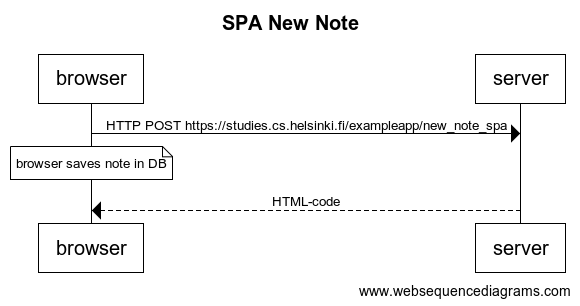 SPA New Note
browser
server
HTTP POST https://studies.cs.helsinki.fi/exampleapp/new_note_spa
browser saves note in DB
HTML-code
browser
server
www.websequencediagrams.com